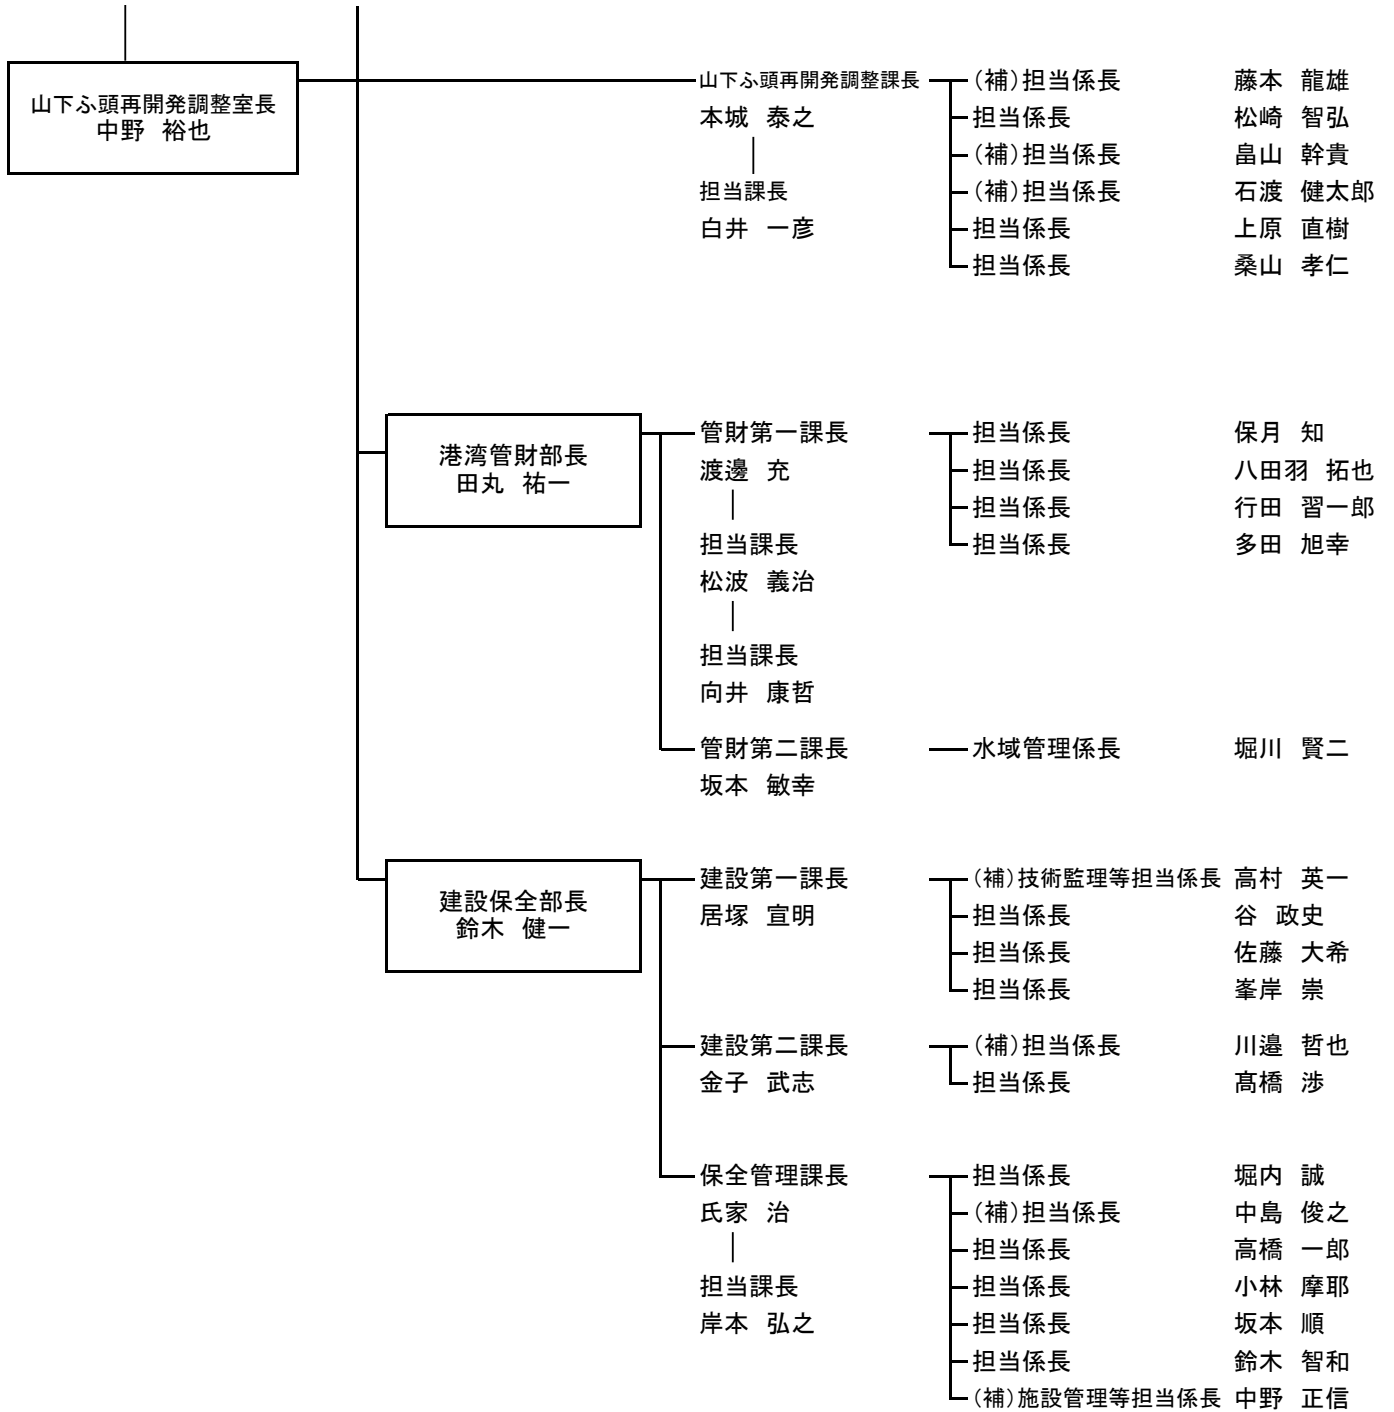 山下ふ頭再開発調整室長
中野 裕也
山下ふ頭再開発調整課長
本城 泰之
担当課長
白井 一彦
(補)担当係長 藤本 龍雄
担当係長 松崎 智弘
(補)担当係長 畠山 幹貴
(補)担当係長 石渡 健太郎
担当係長 上原 直樹
担当係長 桑山 孝仁
港湾管財部長
田丸 祐一
管財第一課長
渡邊 充
担当課長
松波 義治
担当課長
向井 康哲
担当係長 保月 知
担当係長 八田羽 拓也
担当係長 行田 習一郎
担当係長 多田 旭幸
管財第二課長
坂本 敏幸
水域管理係長 堀川 賢二
建設保全部長
鈴木 健一
建設第一課長
居塚 宣明
(補)技術監理等担当係長 高村 英一
担当係長 谷 政史
担当係長 佐藤 大希
担当係長 峯岸 崇
建設第二課長
金子 武志
(補)担当係長 川邉 哲也
担当係長 髙橋 渉
保全管理課長
氏家 治
担当課長
岸本 弘之
担当係長 堀内 誠
(補)担当係長 中島 俊之
担当係長 高橋 一郎
担当係長 小林 摩耶
担当係長 坂本 順
担当係長 鈴木 智和
(補)施設管理等担当係長 中野 正信